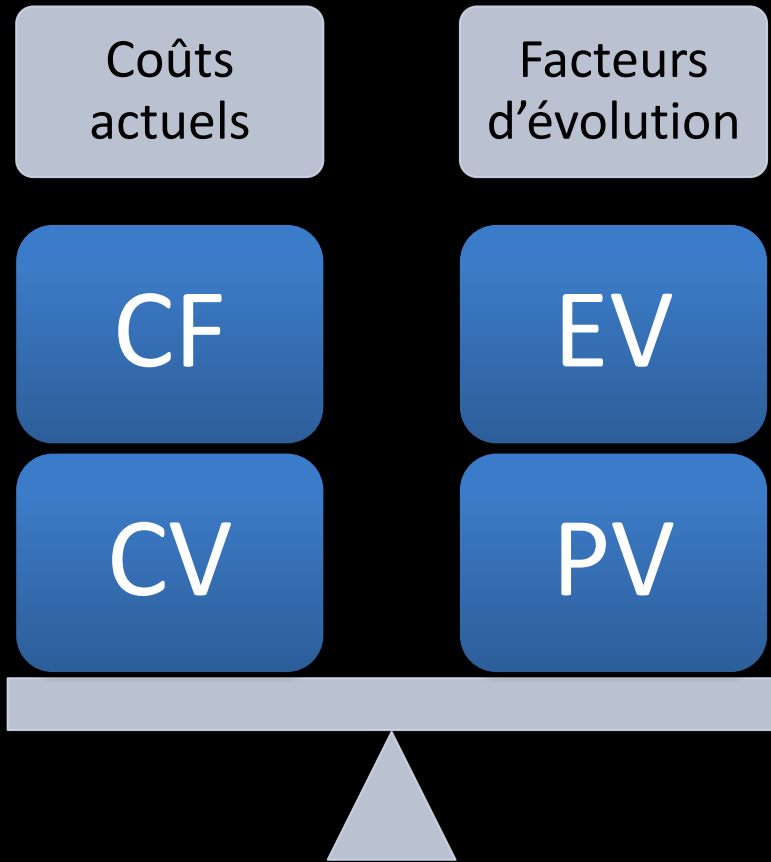 Coûts
actuels
Facteurs
d’évolution
CF
EV
CV
PV